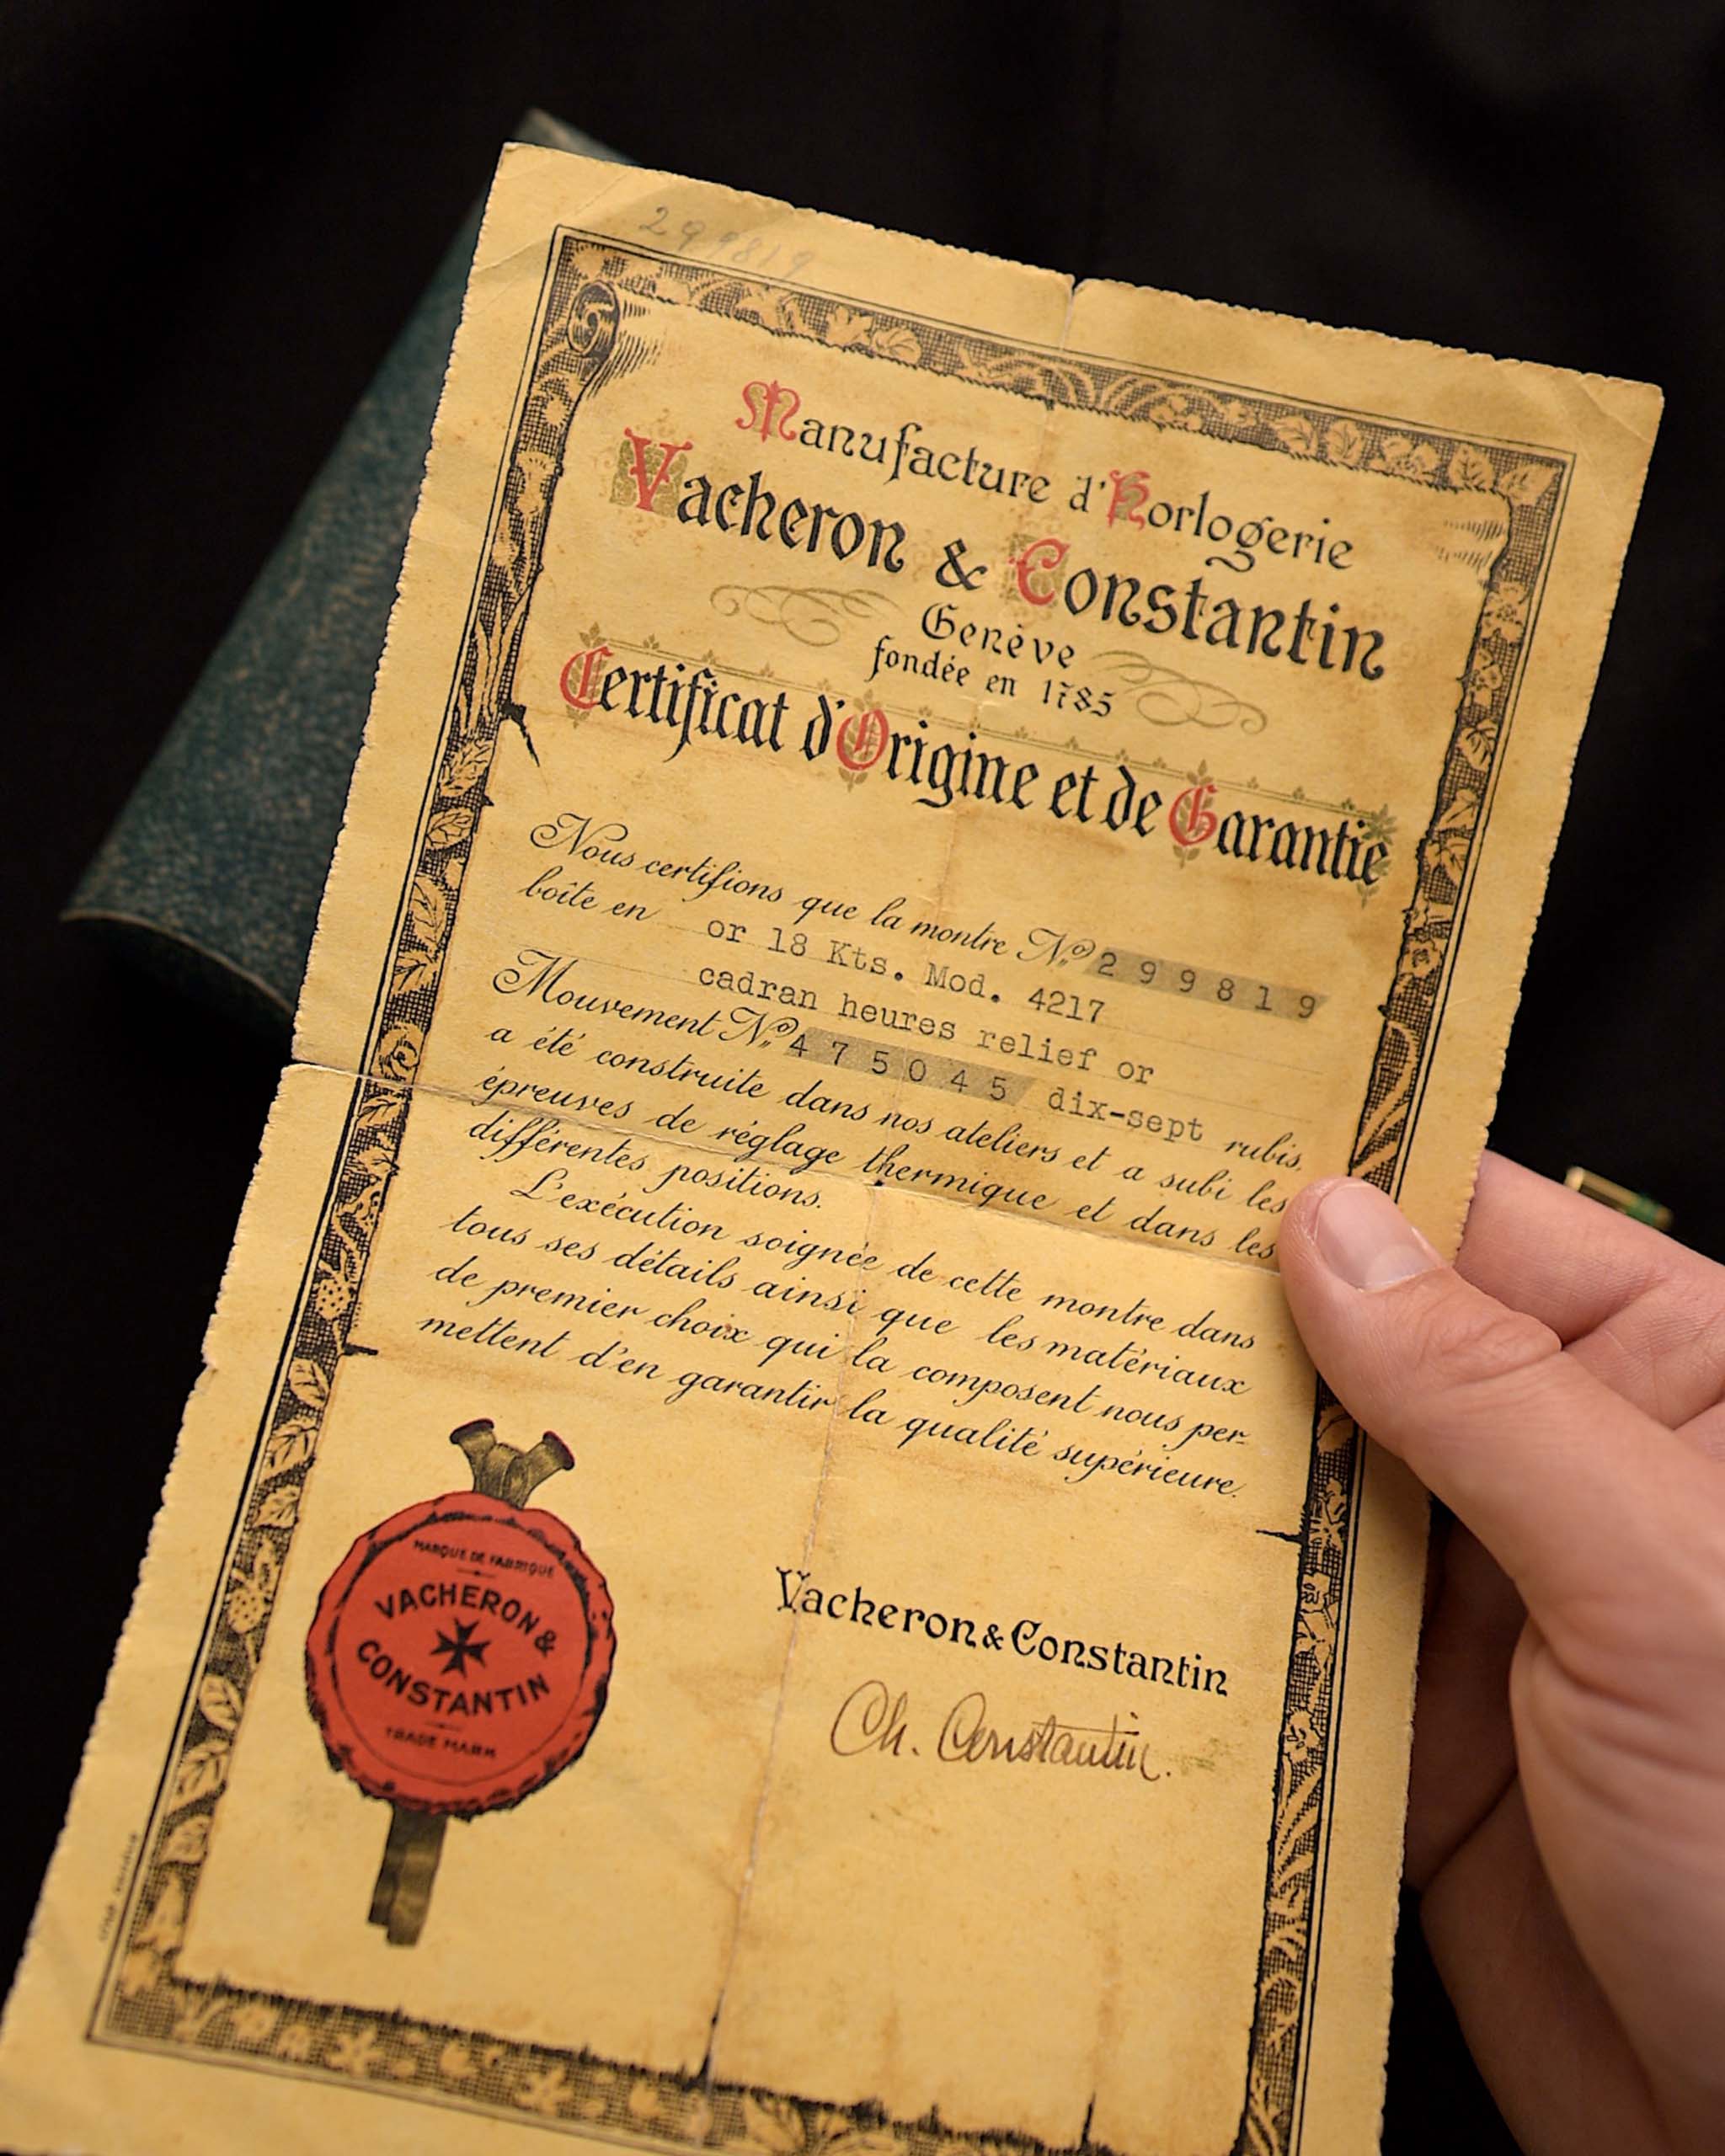 299819
Manufacture d'Horlogerie
Vacheron & Constantin
Genève
fondée en 1785
Certificat d'Origine et de Garantie
Nous certifions que la montre No. 299819
boîte en or 18 Kts. Mod. 4217
cadran heures relief or
Mouvement No. 475045 dix-sept rubis,
a été construite dans nos ateliers et a subi les
épreuves de réglage thermique et dans les
différentes positions.
L'exécution soignée de cette montre dans
tous ses détails ainsi que les matériaux
de premier choix qui la composent nous per-
mettent d'en garantir la qualité supérieure.
MARQUE DE FABRIQUE
VACHERON &
CONSTANTIN
TRADE MARK
Vacheron & Constantin
Ch. Constantin.